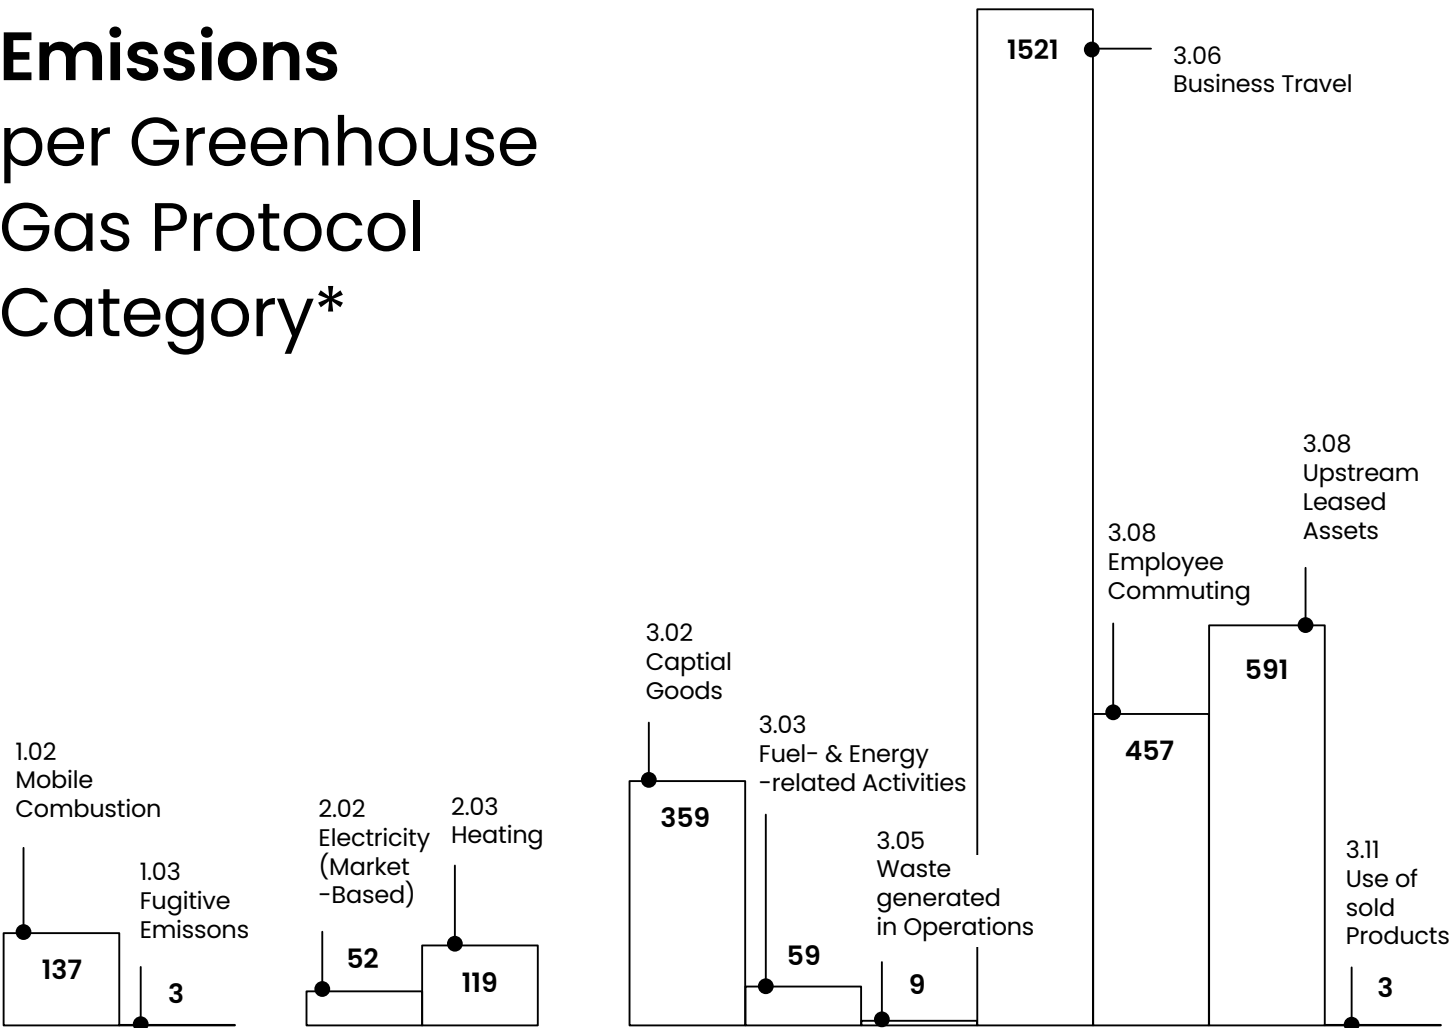 Emissions
per Greenhouse
Gas Protocol
Category*
1521
3.06
Business Travel
3.08
Upstream
Leased
Assets
591
3.08
Employee
Commuting
457
3.02
Captial
Goods
359
3.03
Fuel- & Energy
-related Activities
59
3.05
Waste
generated
in Operations
9
1.02
Mobile
Combustion
137
1.03
Fugitive
Emissons
3
2.02
Electricity
(Market
-Based)
52
2.03
Heating
119
3.11
Use of
sold
Products
3